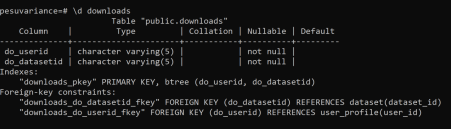 pesuvariance=# \d downloads
Table "public.downloads"
Column | Type | Collation | Nullable | Default
--------------+----------------------+-----------+----------+---------
do_userid | character varying(5) | | not null |
do_datasetid | character varying(5) | | not null |
Indexes:
"downloads_pkey" PRIMARY KEY, btree (do_userid, do_datasetid)
Foreign-key constraints:
"downloads_do_datasetid_fkey" FOREIGN KEY (do_datasetid) REFERENCES dataset(dataset_id)
"downloads_do_userid_fkey" FOREIGN KEY (do_userid) REFERENCES user_profile(user_id)